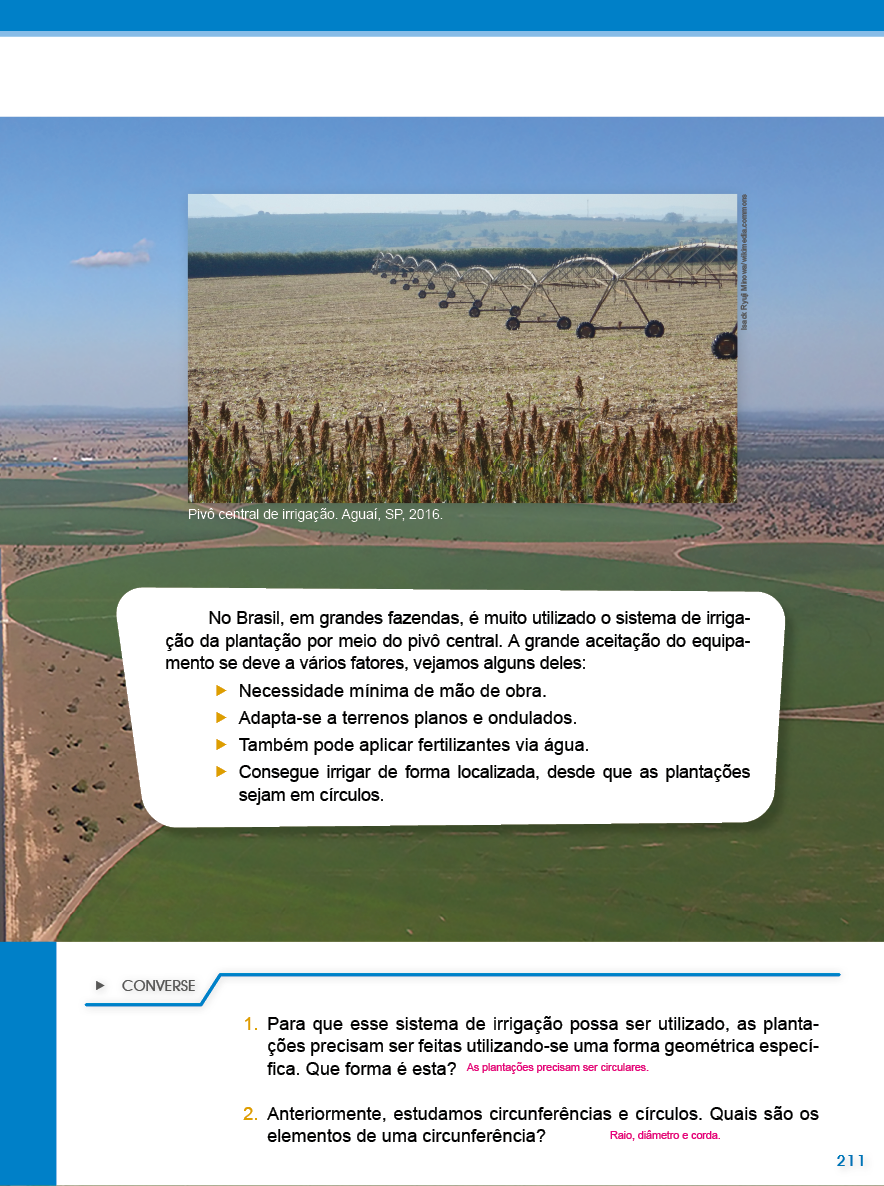 Isack Ryuji Minowa/wikimedia.commons
Pivô central de irrigação. Aguaí, SP, 2016.
No Brasil, em grandes fazendas, é muito utilizado o sistema de irriga-
ção da plantação por meio do pivô central. A grande aceitação do equipa-
mento se deve a vários fatores, vejamos alguns deles:
Necessidade mínima de mão de obra.
Adapta-se a terrenos planos e ondulados.
Também pode aplicar fertilizantes via água.
Consegue irrigar de forma localizada, desde que as plantações
sejam em círculos.
CONVERSE
1. Para que esse sistema de irrigação possa ser utilizado, as planta-
ções precisam ser feitas utilizando-se uma forma geométrica especí-
fica. Que forma é esta? As plantações precisam ser circulares.
2. Anteriormente, estudamos circunferências e círculos. Quais são os
elementos de uma circunferência? Raio, diâmetro e corda.
211